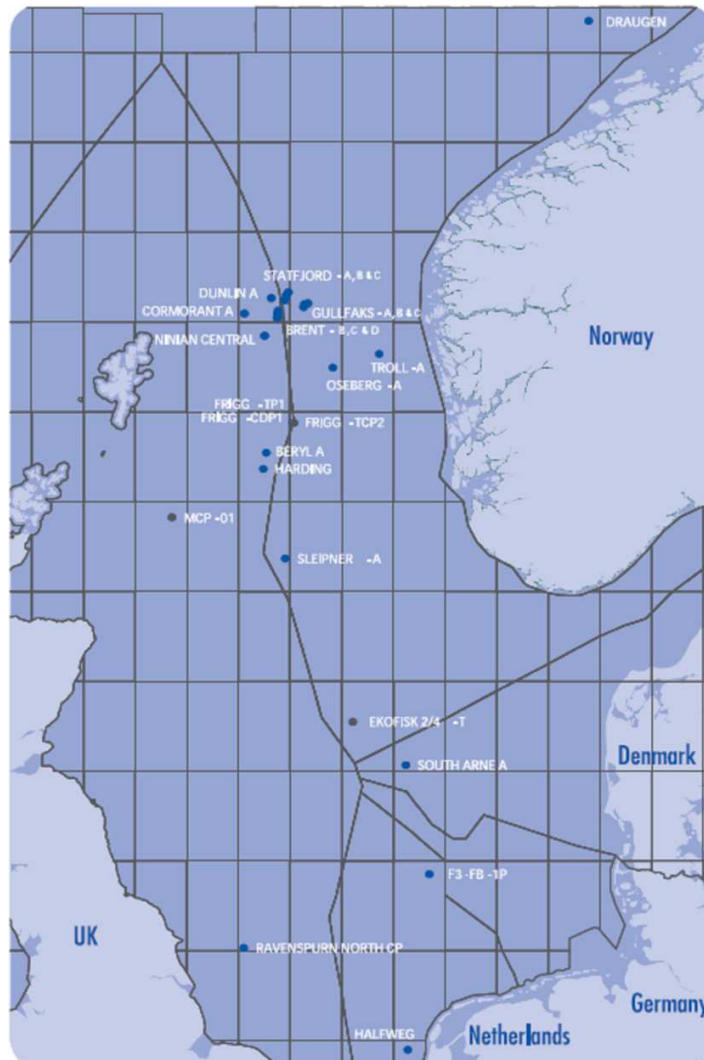 DRAUGEN
STATFJORD - A, B & C
DUNLIN A
CORMORANT A
GULLFAKS - A, B & C
BRENT - B, C & D
NINIAN CENTRAL
Norway
TROLL - A
OSEBERG - A
FRIGG - TP1
FRIGG - CDP1
FRIGG - TCP2
BERYL A
HARDING
MCP - 01
SLEIPNER - A
EKOFISK 2/4 - T
Denmark
SOUTH ARNE A
F3 - FB - 1P
UK
RAVENSPURN NORTH CP
Germany
HALFWEG
Netherlands